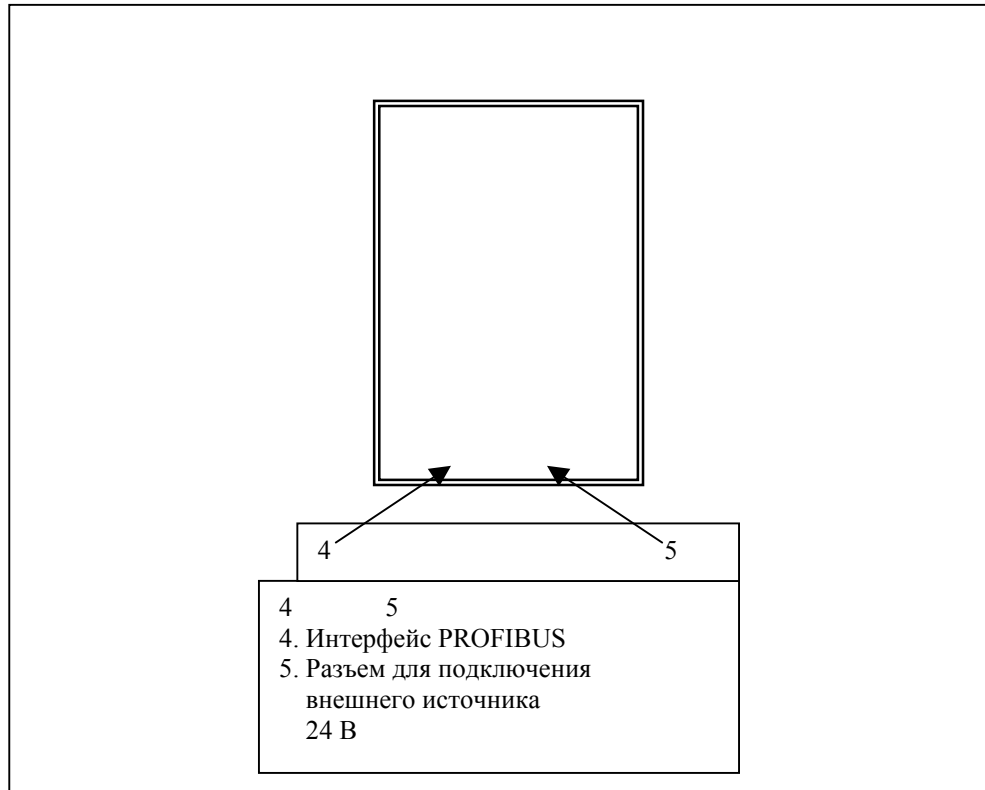 4 5
4 5
4. Интерфейс PROFIBUS
5. Разъем для подключения
внешнего источника
24 В